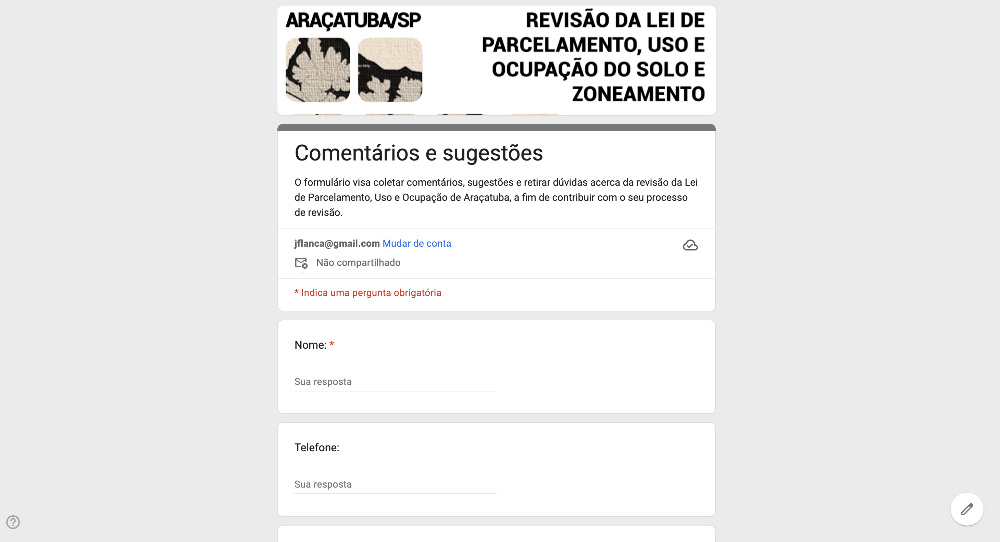 ARAÇATUBA/SP
REVISÃO DA LEI DE
PARCELAMENTO, USO E
OCUPAÇÃO DO SOLO E
ZONEAMENTO
Comentários e sugestões
O formulário visa coletar comentários, sugestões e retirar dúvidas acerca da revisão da Lei
de Parcelamento, Uso e Ocupação de Araçatuba, a fim de contribuir com o seu processo
de revisão.
jflanca@gmail.com Mudar de conta
Não compartilhado
* Indica uma pergunta obrigatória
Nome: *
Sua resposta
Telefone:
Sua resposta